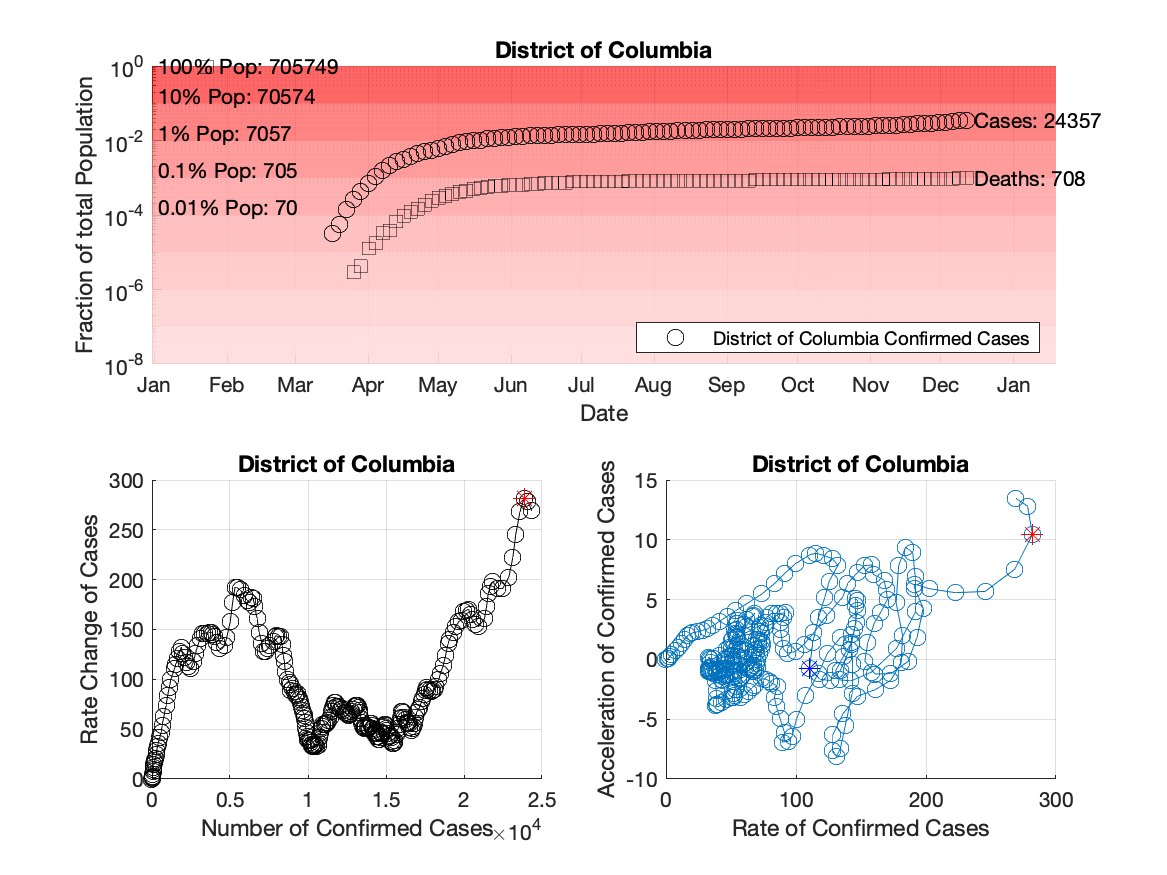 District of Columbia
10^0
10^-2
10^-4
10^-6
10^-8
Fraction of total Population
100% Pop: 705749
10% Pop: 70574
1% Pop: 7057
0.1% Pop: 705
0.01% Pop: 70
Cases: 24357
Deaths: 708
District of Columbia Confirmed Cases
Jan Feb Mar Apr May Jun Jul Aug Sep Oct Nov Dec Jan
Date
District of Columbia
300
250
200
150
100
50
0
Rate Change of Cases
0 0.5 1 1.5 2 2.5
Number of Confirmed Cases ×10^4
District of Columbia
15
10
5
0
-5
-10
Acceleration of Confirmed Cases
0 100 200 300
Rate of Confirmed Cases